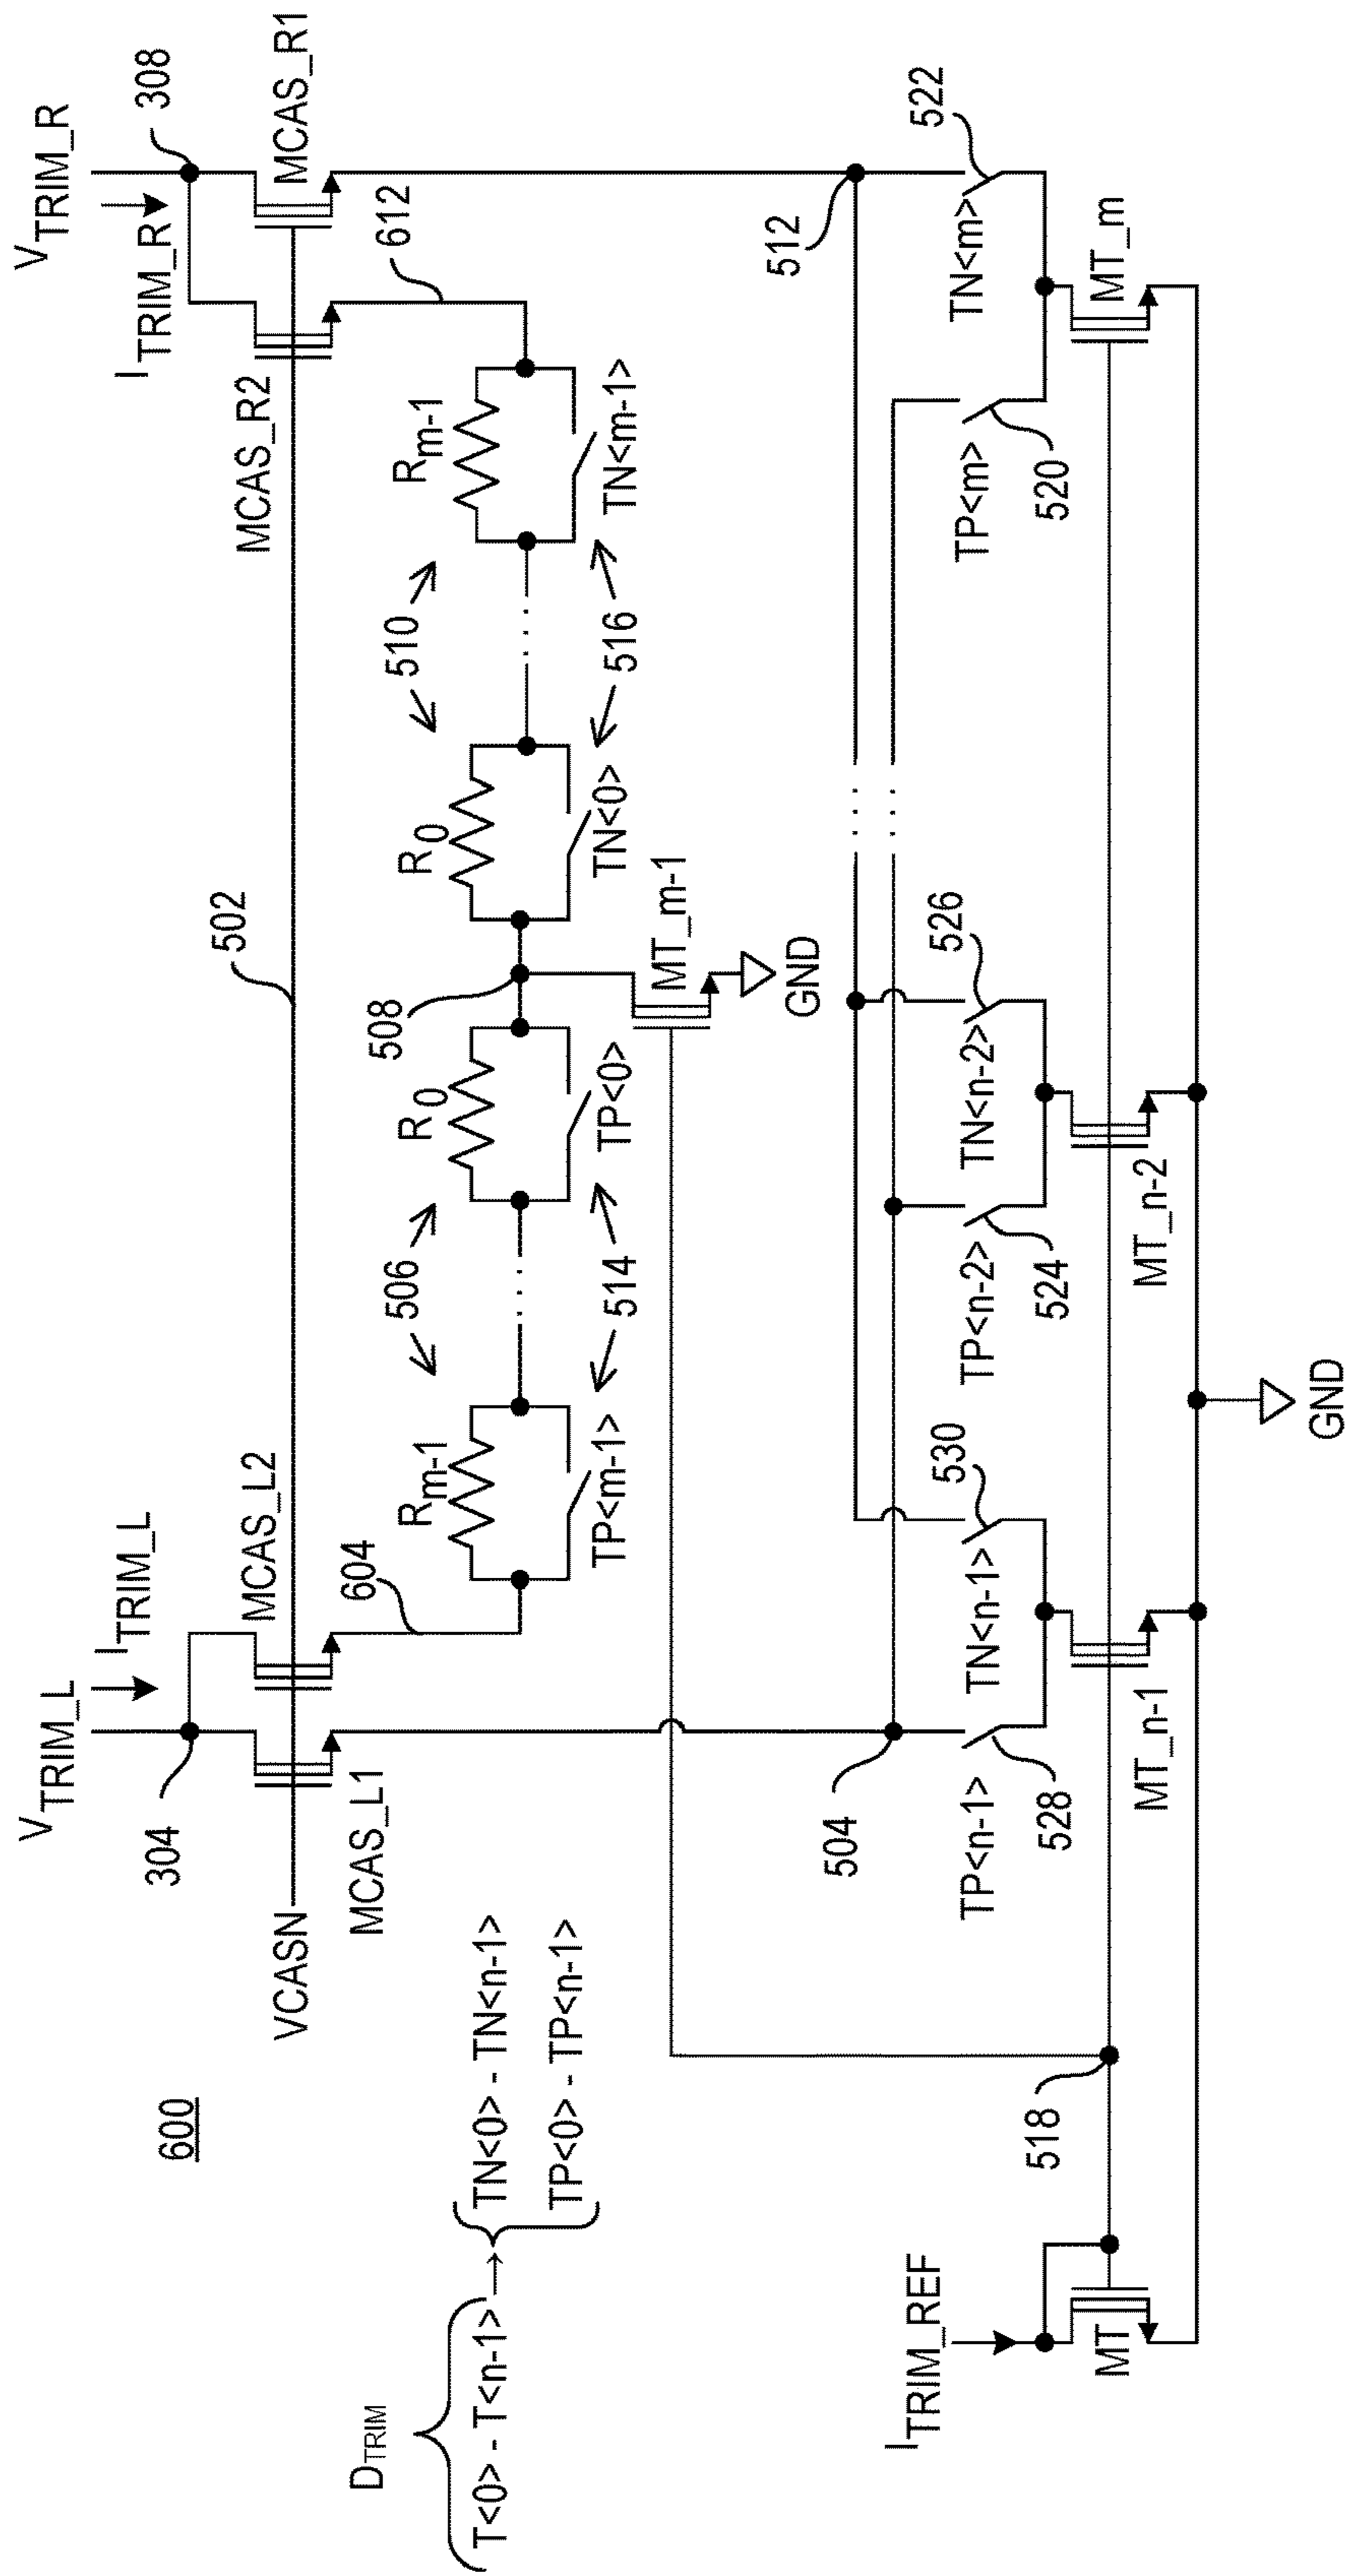 600
D_TRIM
T<0> - T<n-1> → TN<0> - TN<n-1>
TP<0> - TP<n-1>
V_TRIM_L
I_TRIM_L
304
VCASN
MCAS_L1
MCAS_L2
502
V_TRIM_R
I_TRIM_R
308
MCAS_R2
MCAS_R1
604
612
R_m-1
506
R_0
508
R_0
510
R_m-1
TP<m-1>
514
TP<0>
TN<0>
516
TN<m-1>
MT_m-1
GND
504
512
TP<n-1>
528
TN<n-1>
530
TP<n-2>
524
TN<n-2>
526
TP<m>
520
TN<m>
522
I_TRIM_REF
MT
518
MT_n-1
MT_n-2
MT_m
GND